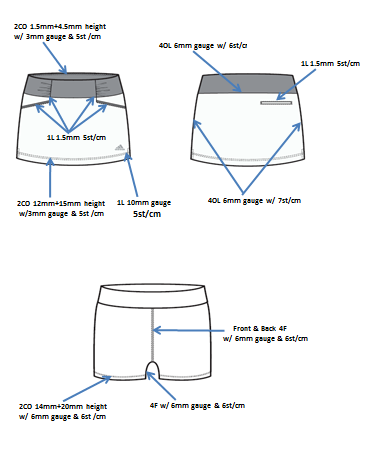 2CO 1.5mm+4.5mm height
w/ 3mm gauge & 5st /cm
4OL 6mm gauge w/ 6st/c
1L 1.5mm 5st/cm
1L 1.5mm 5st/cm
2CO 12mm+15mm height
w/3mm gauge & 5st /cm
1L 10mm gauge
5st/cm
4OL 6mm gauge w/ 7st/cm
Front & Back 4F
w/ 6mm gauge & 6st/cm
2CO 14mm+20mm height
w/ 6mm gauge & 6st /cm
4F w/ 6mm gauge & 6st/cm